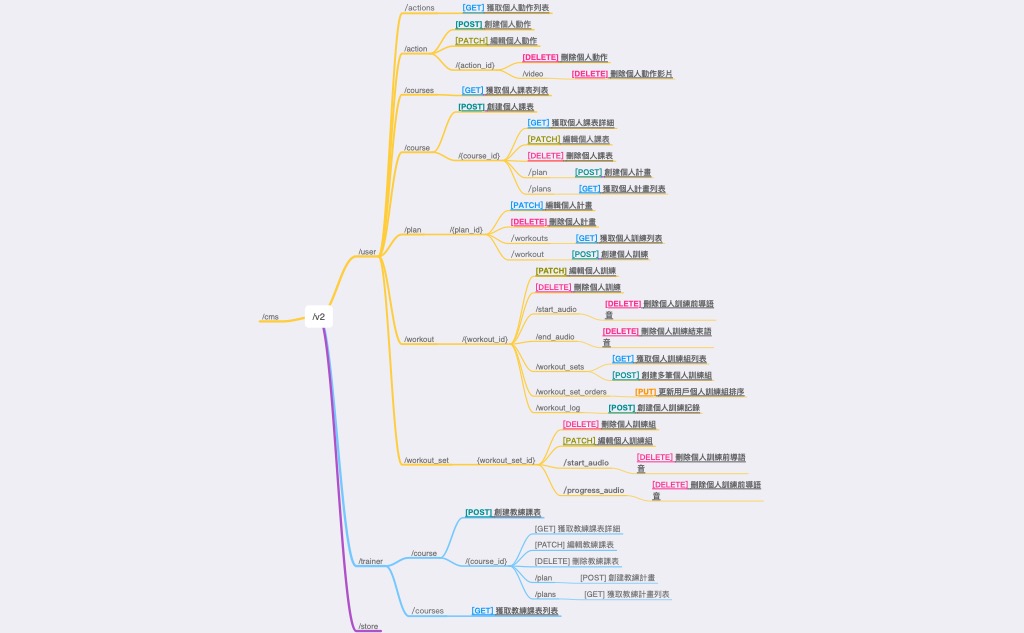 /actions [GET] 獲取個人動作列表
[POST] 創建個人動作
[PATCH] 編輯個人動作
/action
[DELETE] 刪除個人動作
/{action_id}
/video [DELETE] 刪除個人動作影片
/courses [GET] 獲取個人課表列表
[POST] 創建個人課表
[GET] 獲取個人課表詳細
[PATCH] 編輯個人課表
/course
/{course_id}
[DELETE] 刪除個人課表
/plan [POST] 創建個人計畫
/plans [GET] 獲取個人計畫列表
[PATCH] 編輯個人計畫
[DELETE] 刪除個人計畫
/plan /{plan_id}
/workouts [GET] 獲取個人訓練列表
/workout [POST] 創建個人訓練
/user
[PATCH] 編輯個人訓練
[DELETE] 刪除個人訓練
/start_audio
[DELETE] 刪除個人訓練前導語
音
/cms
/v2
/end_audio
[DELETE] 刪除個人訓練結束語
音
/workout /{workout_id}
[GET] 獲取個人訓練組列表
/workout_sets
[POST] 創建多筆個人訓練組
/workout_set_orders [PUT] 更新用戶個人訓練組排序
/workout_log [POST] 創建個人訓練記錄
[DELETE] 刪除個人訓練組
[PATCH] 編輯個人訓練組
/workout_set {workout_set_id}
/start_audio
[DELETE] 刪除個人訓練前導語
音
/progress_audio
[DELETE] 刪除個人訓練前導語
音
[POST] 創建教練課表
[GET] 獲取教練課表詳細
[PATCH] 編輯教練課表
/course
/{course_id}
[DELETE] 刪除教練課表
/trainer
/plan [POST] 創建教練計畫
/plans [GET] 獲取教練計畫列表
/courses [GET] 獲取教練課表列表
/store